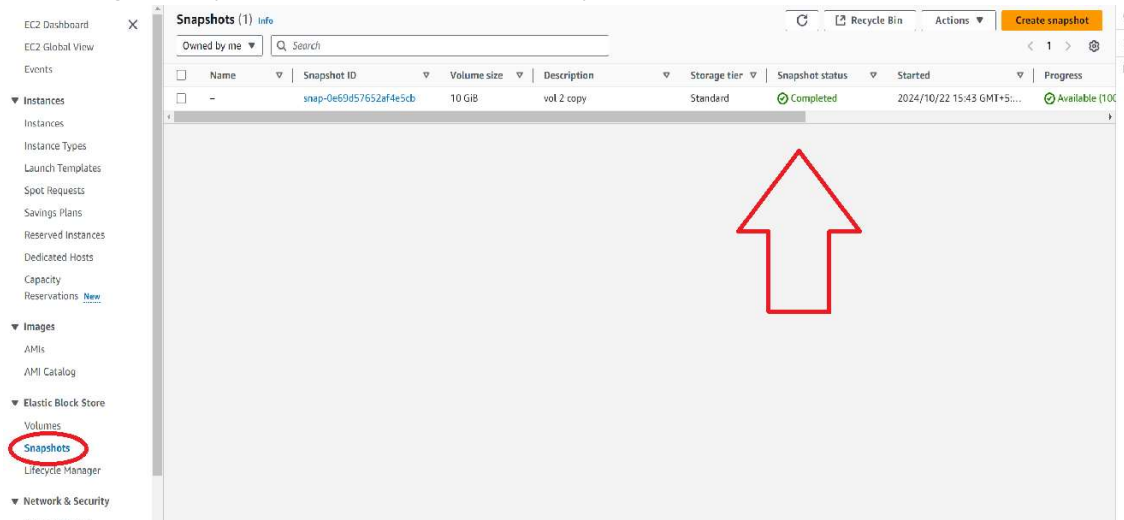 EC2 Dashboard
EC2 Global View
Events
Instances
Instances
Instance Types
Launch Templates
Spot Requests
Savings Plans
Reserved Instances
Dedicated Hosts
Capacity
Reservations New
Images
AMIs
AMI Catalog
Elastic Block Store
Volumes
Snapshots
Lifecycle Manager
Network & Security
Snapshots (1) Info
Recycle Bin Actions Create snapshot
Owned by me Search 1
Name Snapshot ID Volume size Description Storage tier Snapshot status Started Progress
– snap-0e69d57652af4e5cb 10 GiB vol 2 copy Standard Completed 2024/10/22 15:43 GMT+5:... Available (100